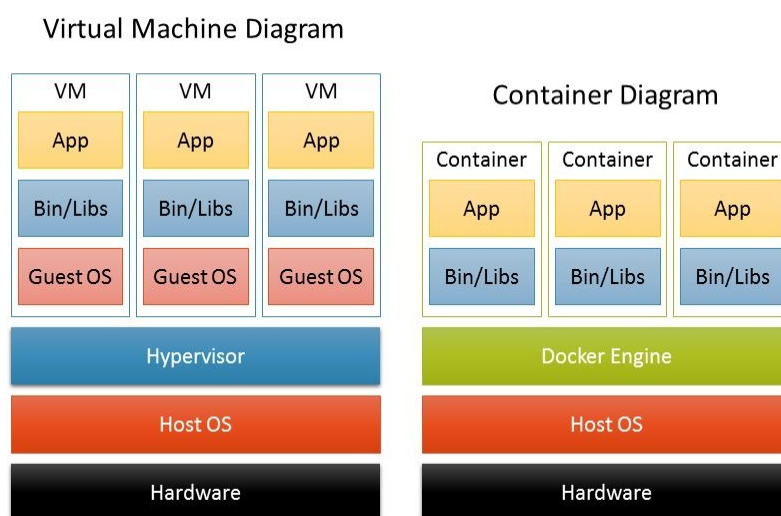 Virtual Machine Diagram
VM VM VM
App App App
Bin/Libs Bin/Libs Bin/Libs
Guest OS Guest OS Guest OS
Hypervisor
Host OS
Hardware
Container Diagram
Container Container Container
App App App
Bin/Libs Bin/Libs Bin/Libs
Docker Engine
Host OS
Hardware